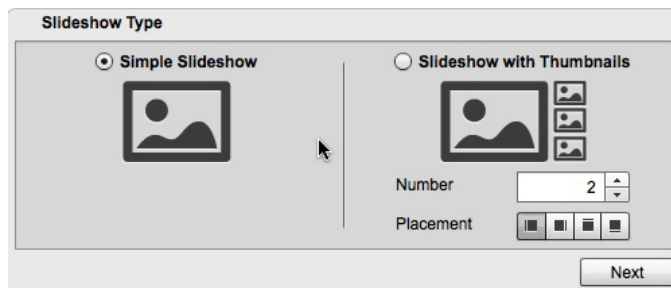 Slideshow Type
Simple Slideshow
Slideshow with Thumbnails
Number
2
Placement
Next